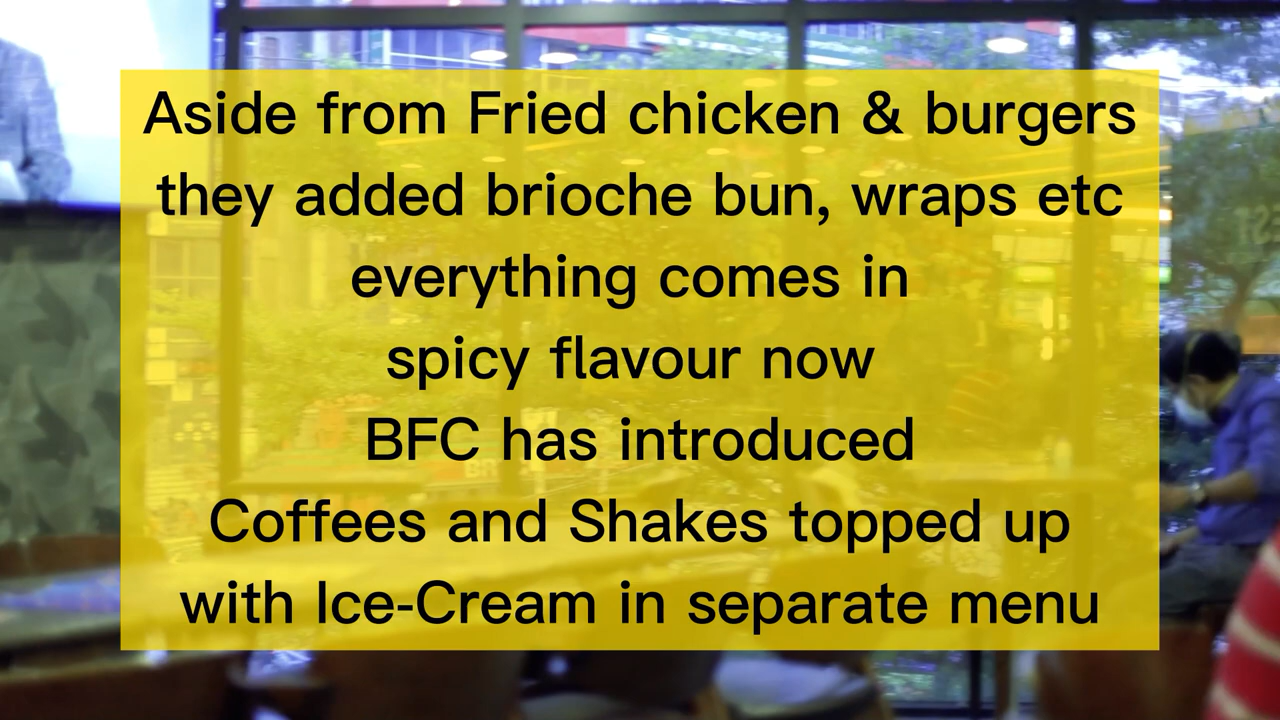 Aside from Fried chicken & burgers
they added brioche bun, wraps etc
everything comes in
spicy flavour now
BFC has introduced
Coffees and Shakes topped up
with Ice-Cream in separate menu